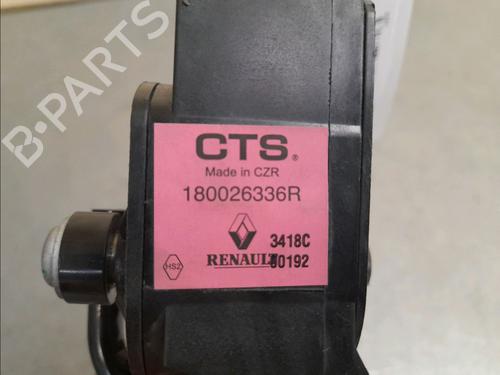 B-PARTS
CTS®
Made in CZR
180026336R
3418C
RENAULT 00192
HS2